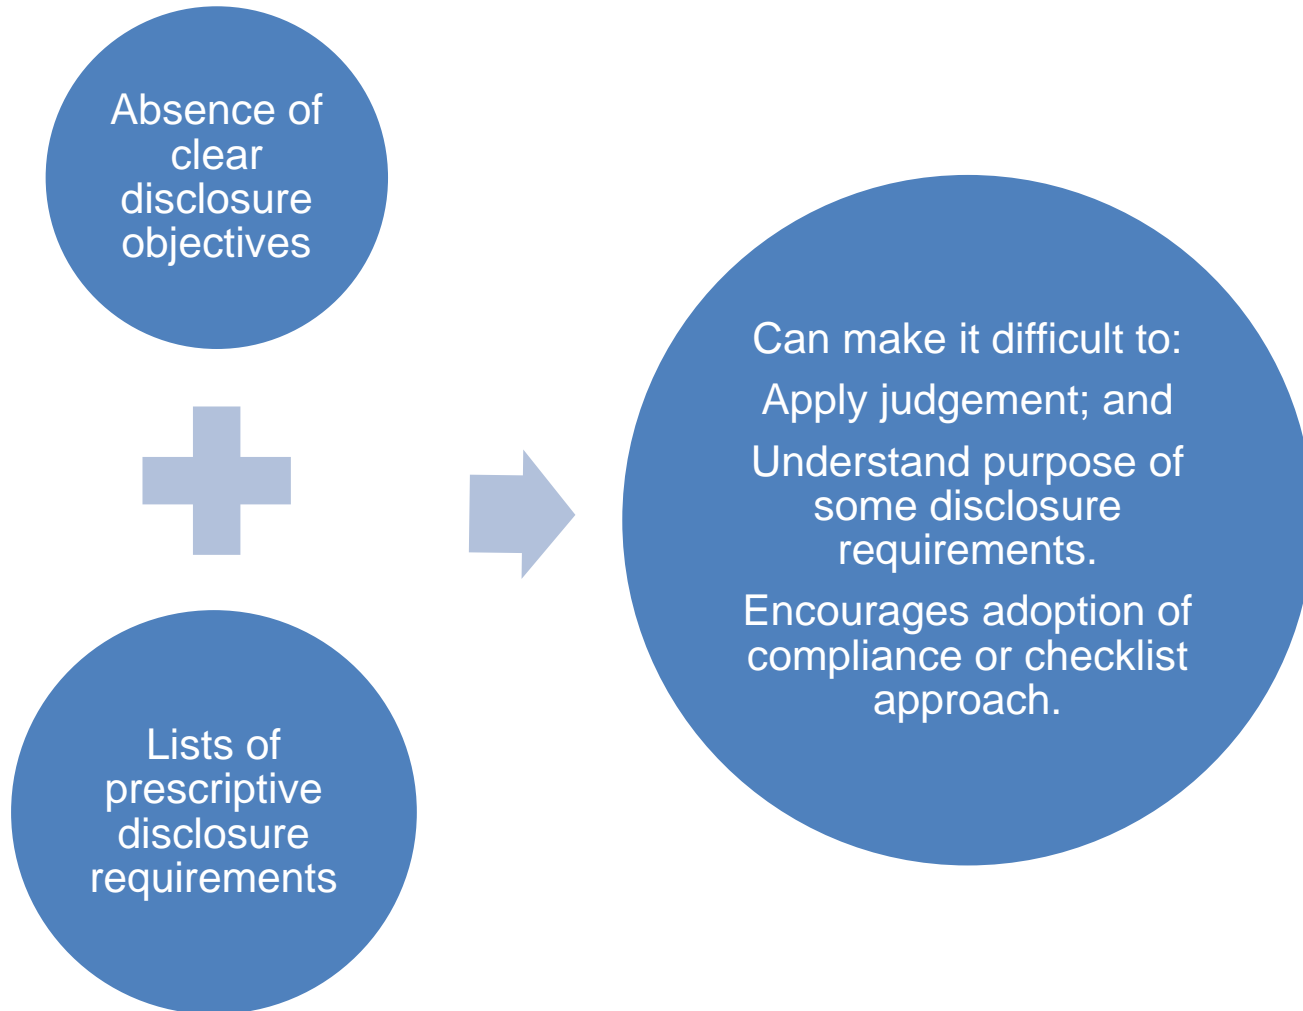 Absence of
clear
disclosure
objectives
Lists of
prescriptive
disclosure
requirements
Can make it difficult to:
Apply judgement; and
Understand purpose of
some disclosure
requirements.
Encourages adoption of
compliance or checklist
approach.